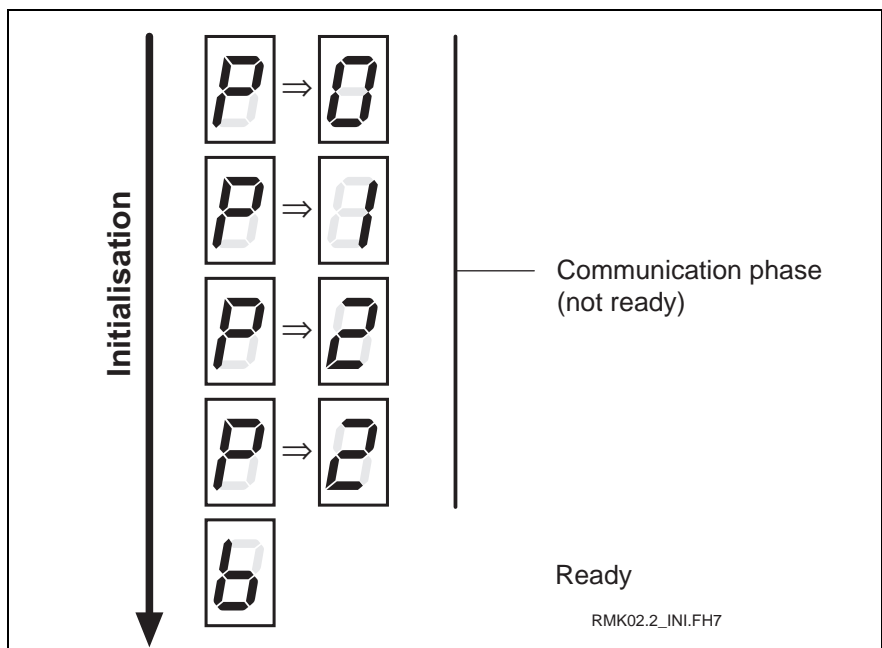 Initialisation
P ⇒ 0
P ⇒ 1
P ⇒ 2
P ⇒ 2
b
Communication phase
(not ready)
Ready
RMK02.2_INI.FH7